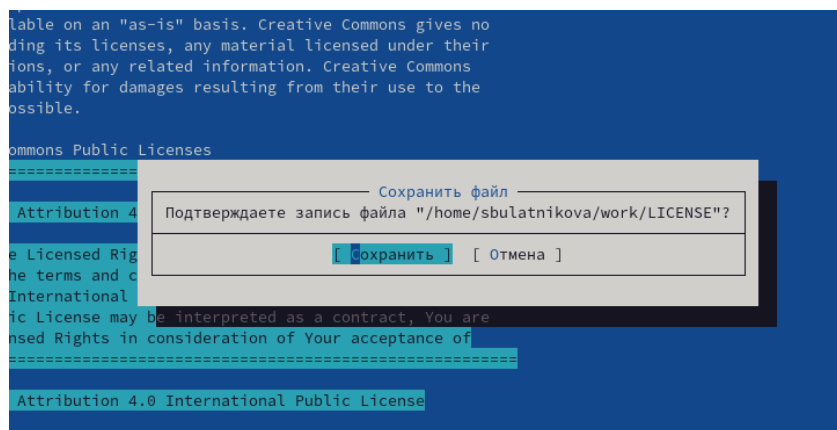 lable on an "as-is" basis. Creative Commons gives no
ding its licenses, any material licensed under their
ions, or any related information. Creative Commons
ability for damages resulting from their use to the
ossible.
ommons Public Licenses
==============
Сохранить файл
Attribution 4
Подтверждаете запись файла "/home/sbulatnikova/work/LICENSE"?
e Licensed Rig
[ Сохранить ] [ Отмена ]
he terms and c
International
ic License may be interpreted as a contract, You are
nsed Rights in consideration of Your acceptance of
=======================================================
Attribution 4.0 International Public License